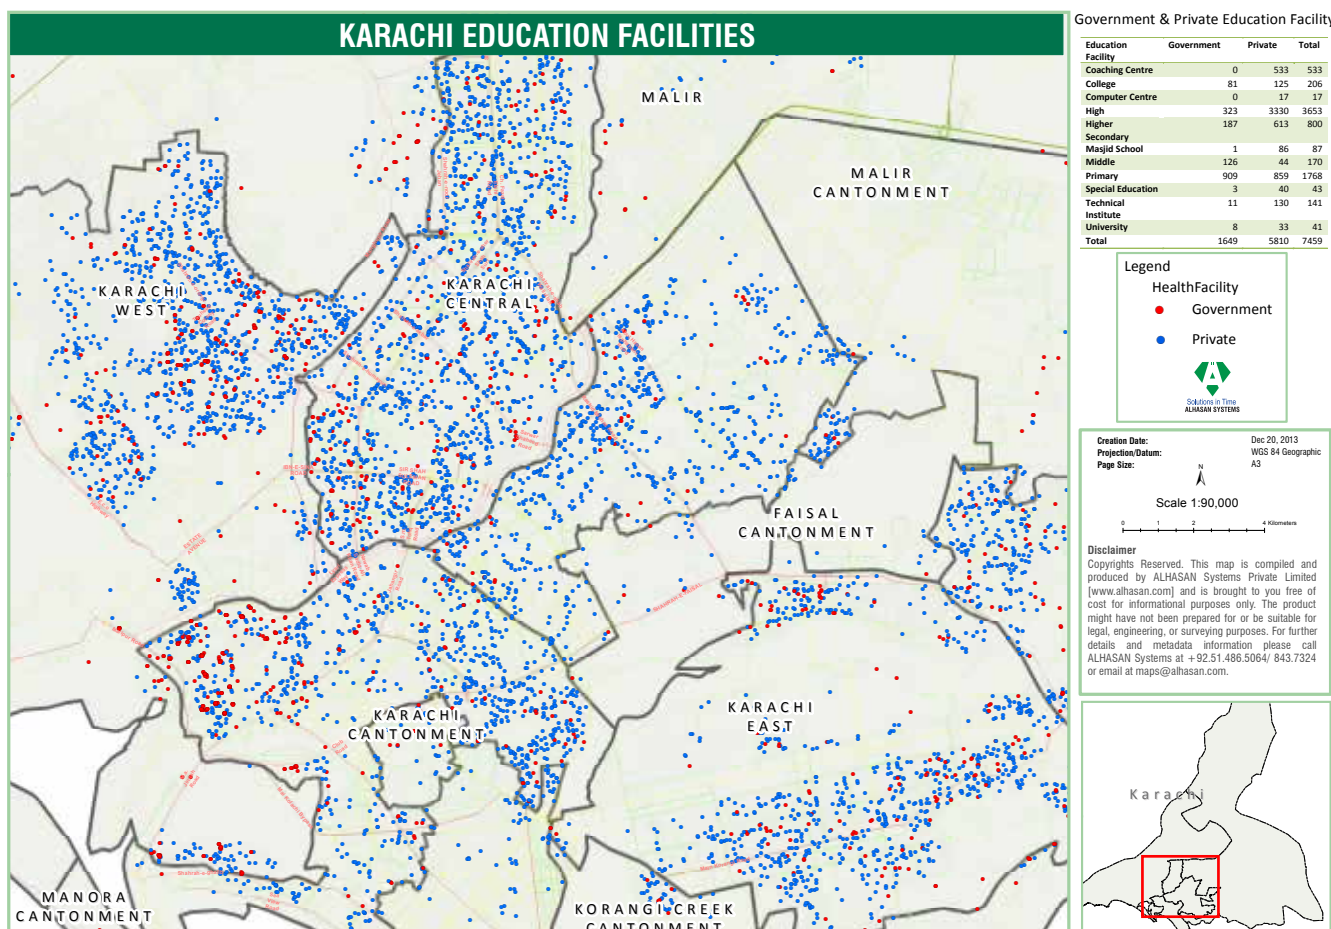 KARACHI EDUCATION FACILITIES
Government & Private Education Facility
Education Facility Government Private Total
Coaching Centre 0 533 533
College 81 125 206
Computer Centre 0 17 17
High 323 3330 3653
Higher Secondary 187 613 800
Masjid School 1 86 87
Middle 126 44 170
Primary 909 859 1768
Special Education 3 40 43
Technical Institute 11 130 141
University 8 33 41
Total 1649 5810 7459
Legend
HealthFacility
Government
Private
Solutions in Time
ALHASAN SYSTEMS
Creation Date: Dec 20, 2013
Projection/Datum: WGS 84 Geographic
Page Size: A3
N
Scale 1:90,000
0 1 2 4 Kilometers
Disclaimer
Copyrights Reserved. This map is compiled and
produced by ALHASAN Systems Private Limited
[www.alhasan.com] and is brought to you free of
cost for informational purposes only. The product
might have not been prepared for or be suitable for
legal, engineering, or surveying purposes. For further
details and metadata information please call
ALHASAN Systems at +92.51.486.5064/ 843.7324
or email at maps@alhasan.com.
Karachi
MALIR
MALIR
CANTONMENT
KARACHI
WEST
KARACHI
CENTRAL
FAISAL
CANTONMENT
ESTATE
AVENUE
KARACHI
CANTONMENT
KARACHI
EAST
MANORA
CANTONMENT
KORANGI CREEK
CANTONMENT